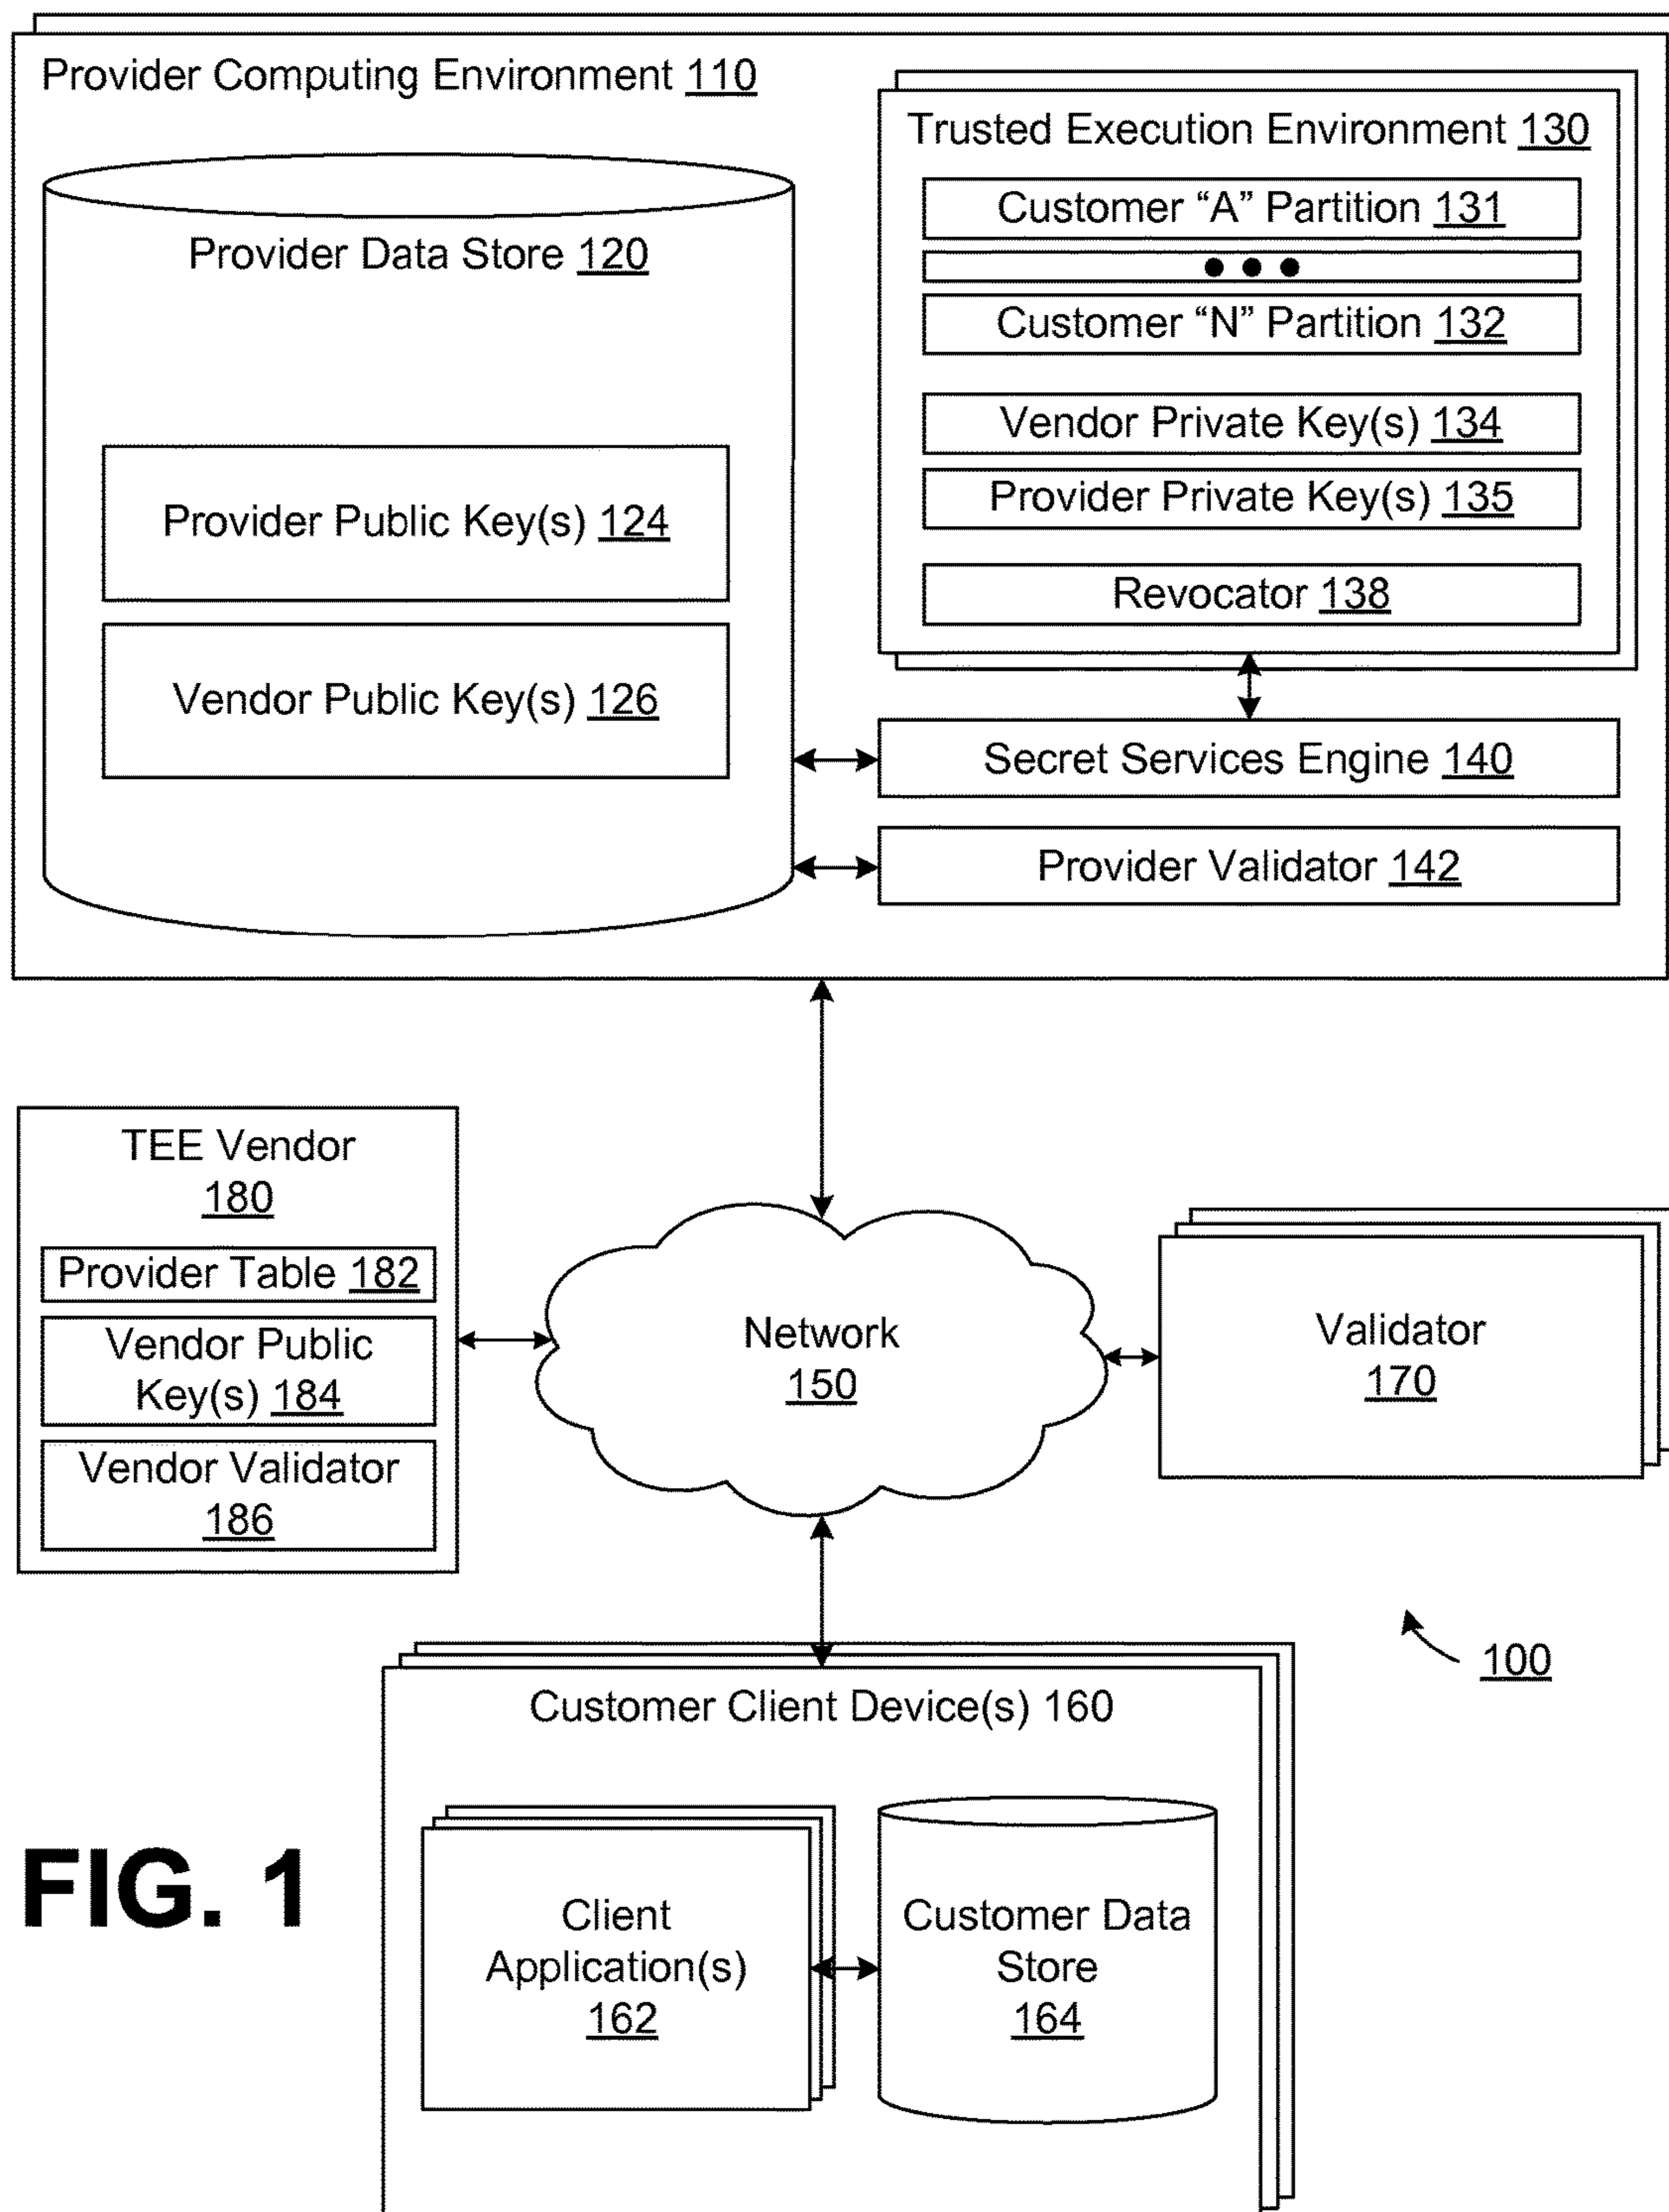 Provider Computing Environment 110
Provider Data Store 120
Provider Public Key(s) 124
Vendor Public Key(s) 126
Trusted Execution Environment 130
Customer “A” Partition 131
● ● ●
Customer “N” Partition 132
Vendor Private Key(s) 134
Provider Private Key(s) 135
Revocator 138
Secret Services Engine 140
Provider Validator 142
TEE Vendor
180
Provider Table 182
Vendor Public
Key(s) 184
Vendor Validator
186
Network
150
Validator
170
100
Customer Client Device(s) 160
Client
Application(s)
162
Customer Data
Store
164
FIG. 1